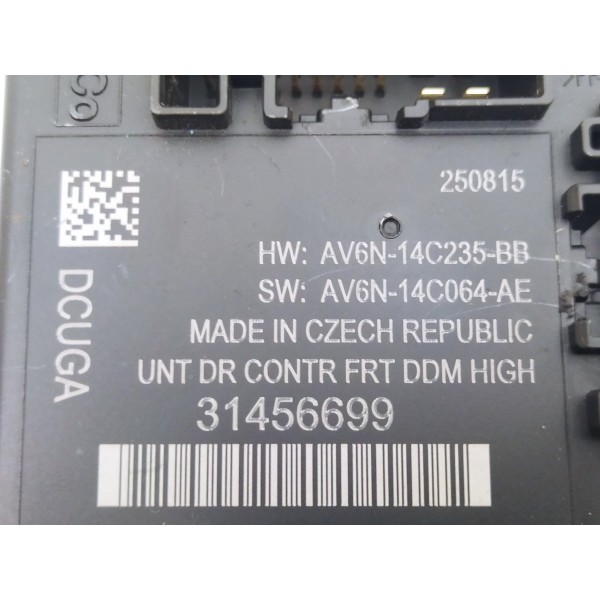 Co
250815
HW: AV6N-14C235-BB
SW: AV6N-14C064-AE
MADE IN CZECH REPUBLIC
UNT DR CONTR FRT DDM HIGH
31456699
DCUGA